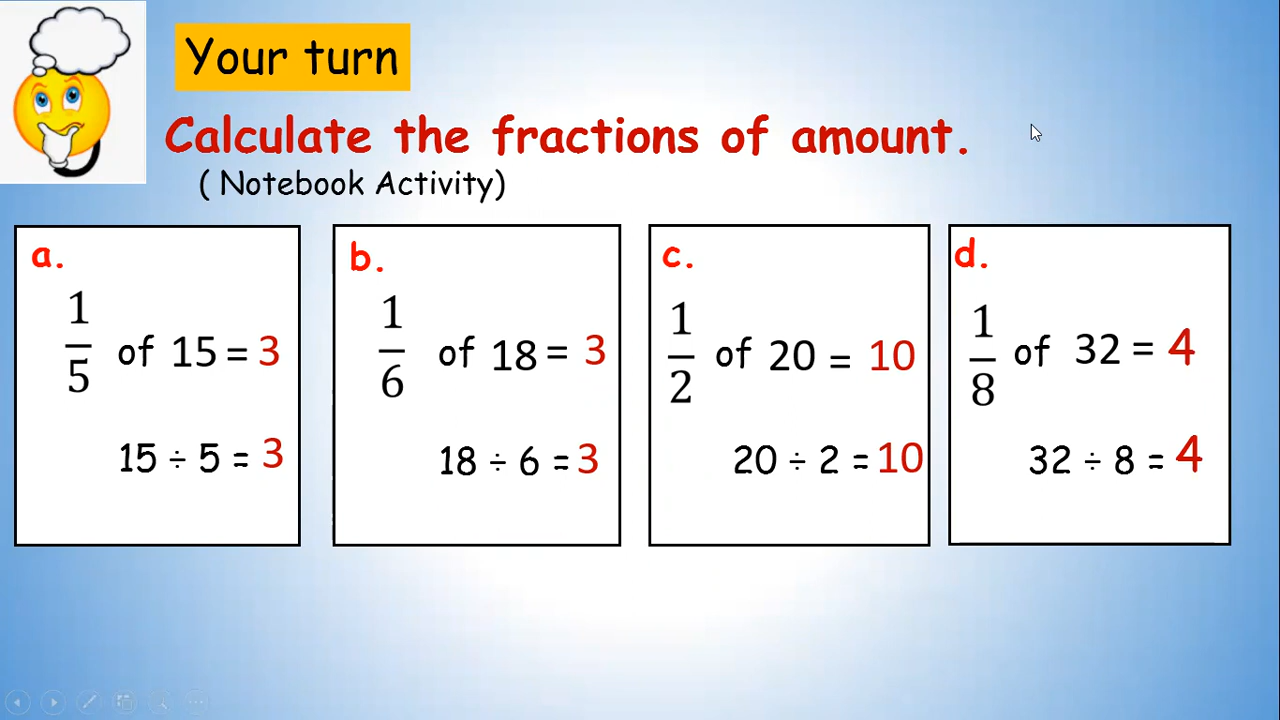 Your turn
Calculate the fractions of amount.
( Notebook Activity)
a.
1/5 of 15 = 3
15 ÷ 5 = 3
b.
1/6 of 18 = 3
18 ÷ 6 = 3
c.
1/2 of 20 = 10
20 ÷ 2 = 10
d.
1/8 of 32 = 4
32 ÷ 8 = 4